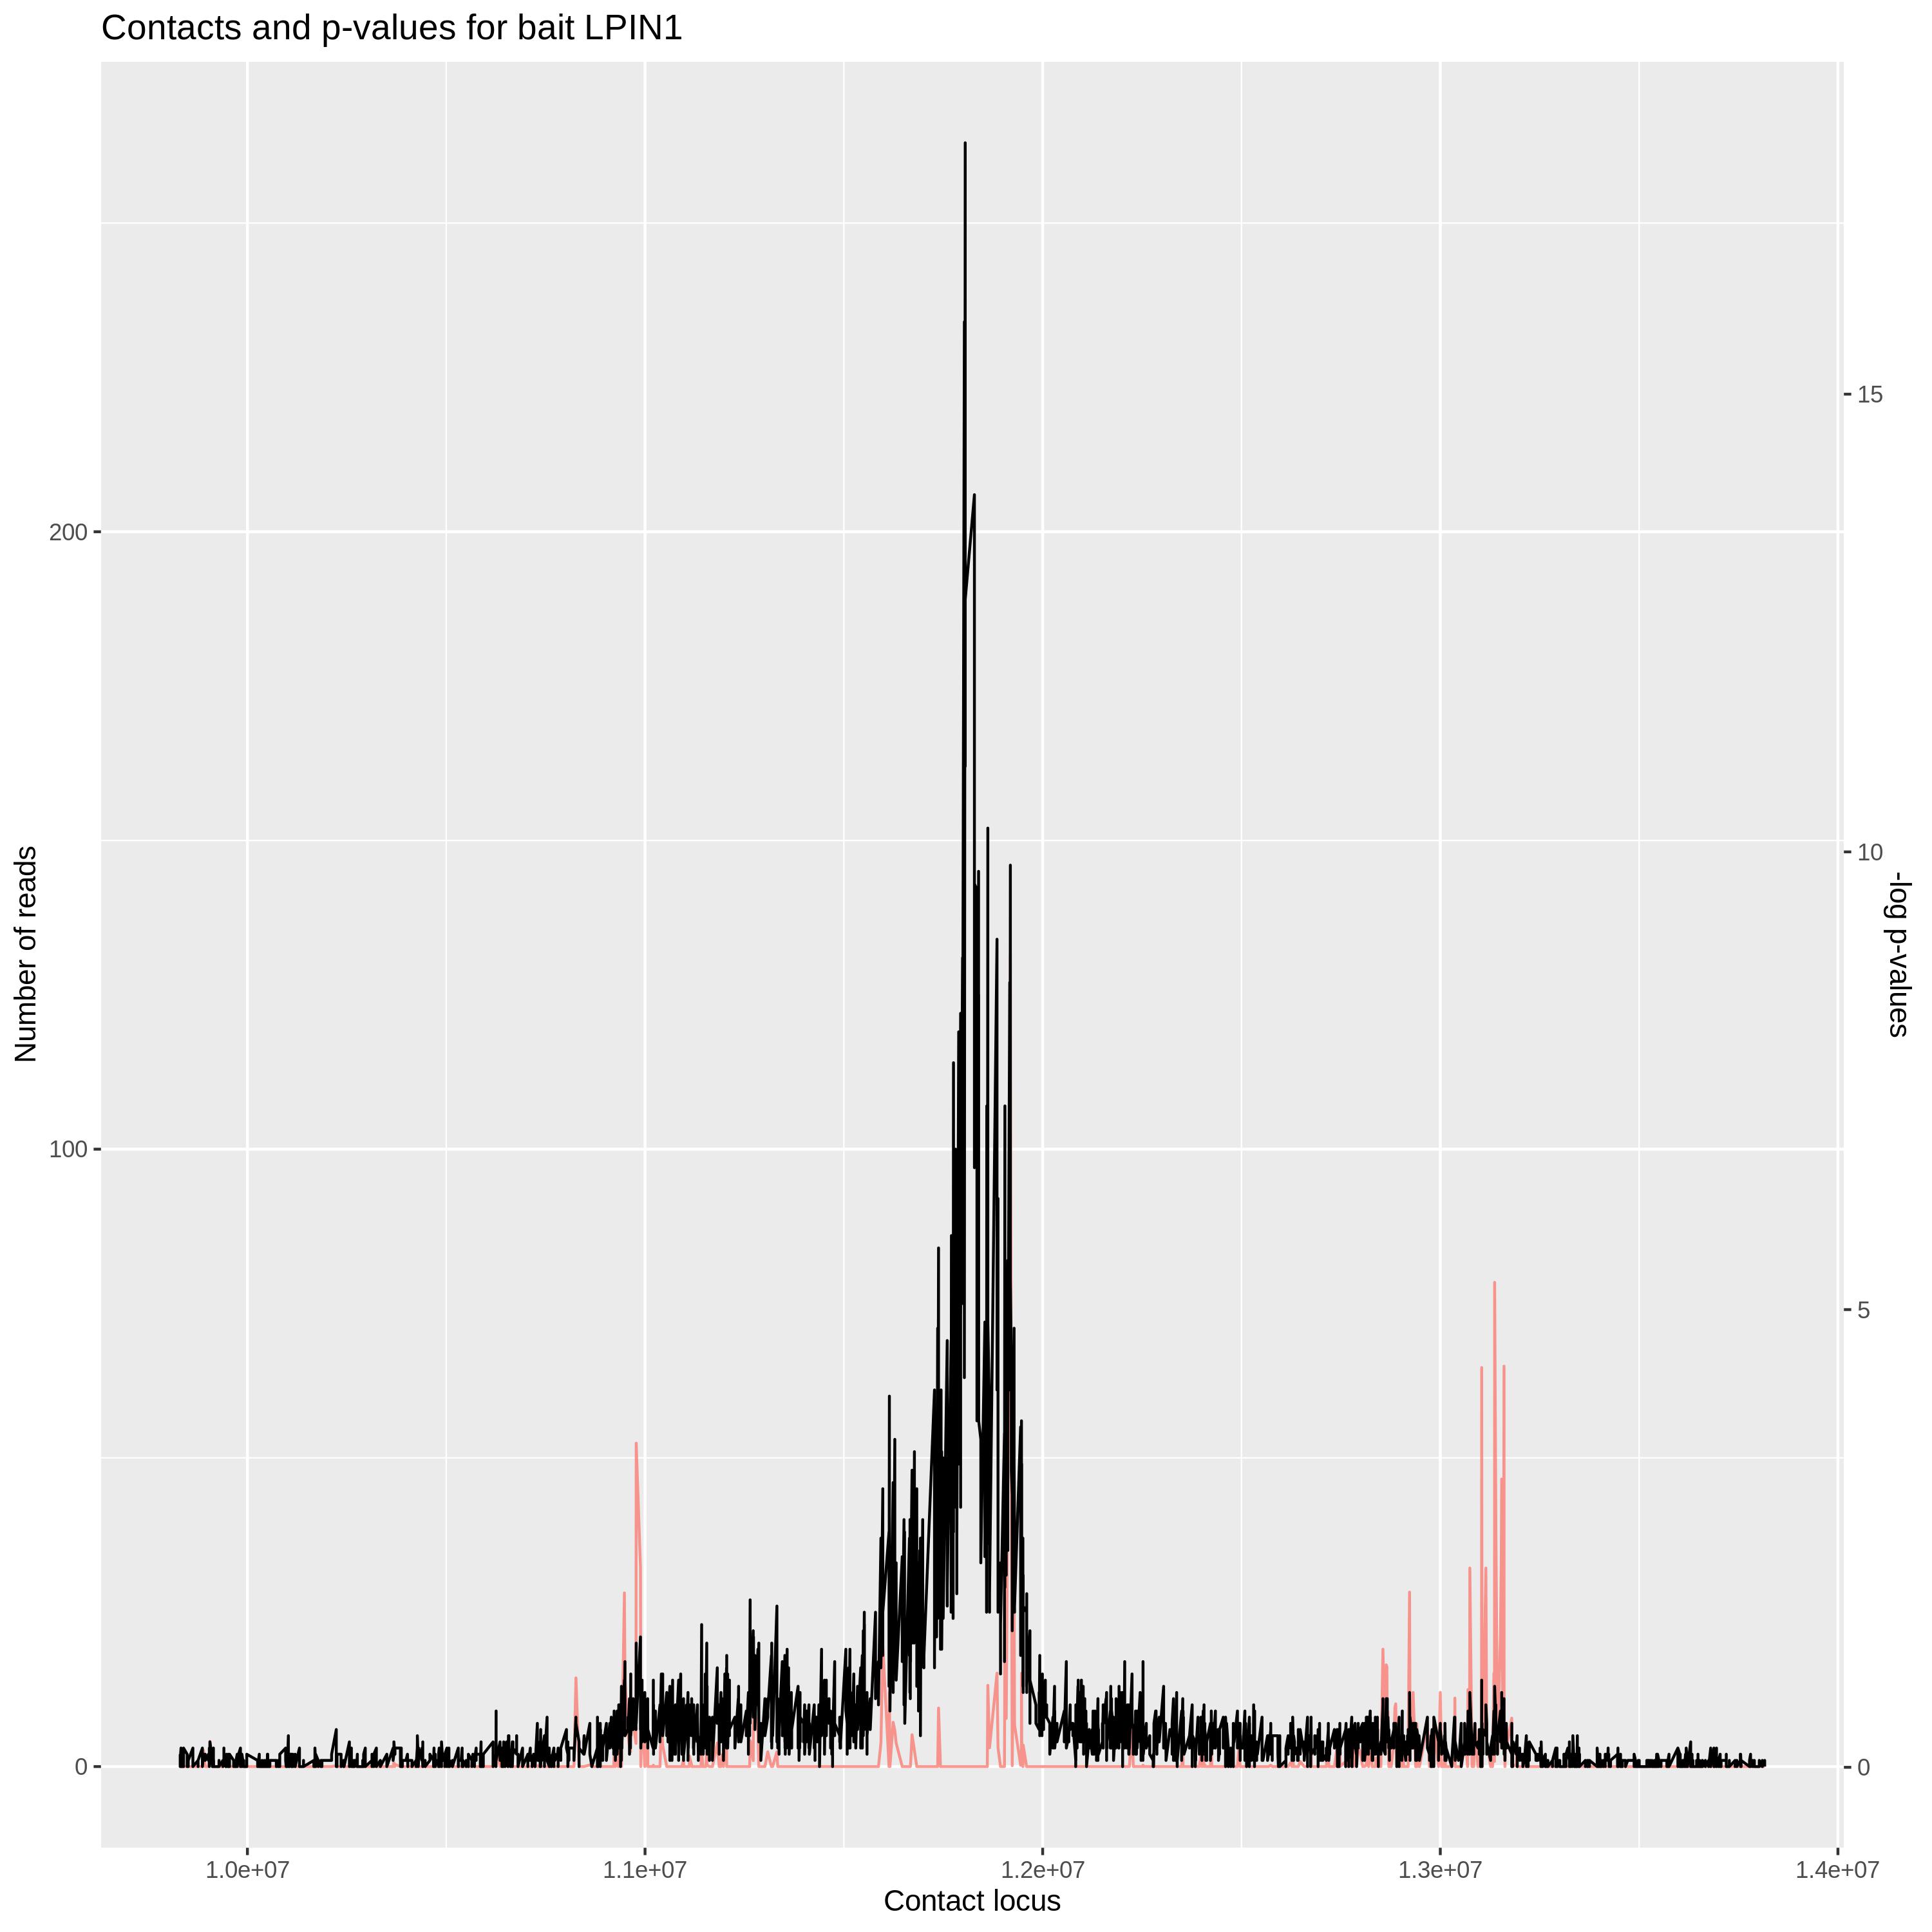 Contacts and p-values for bait LPIN1
200
100
0
Number of reads
15
10
5
0
-log p-values
1.0e+07
1.1e+07
1.2e+07
1.3e+07
1.4e+07
Contact locus